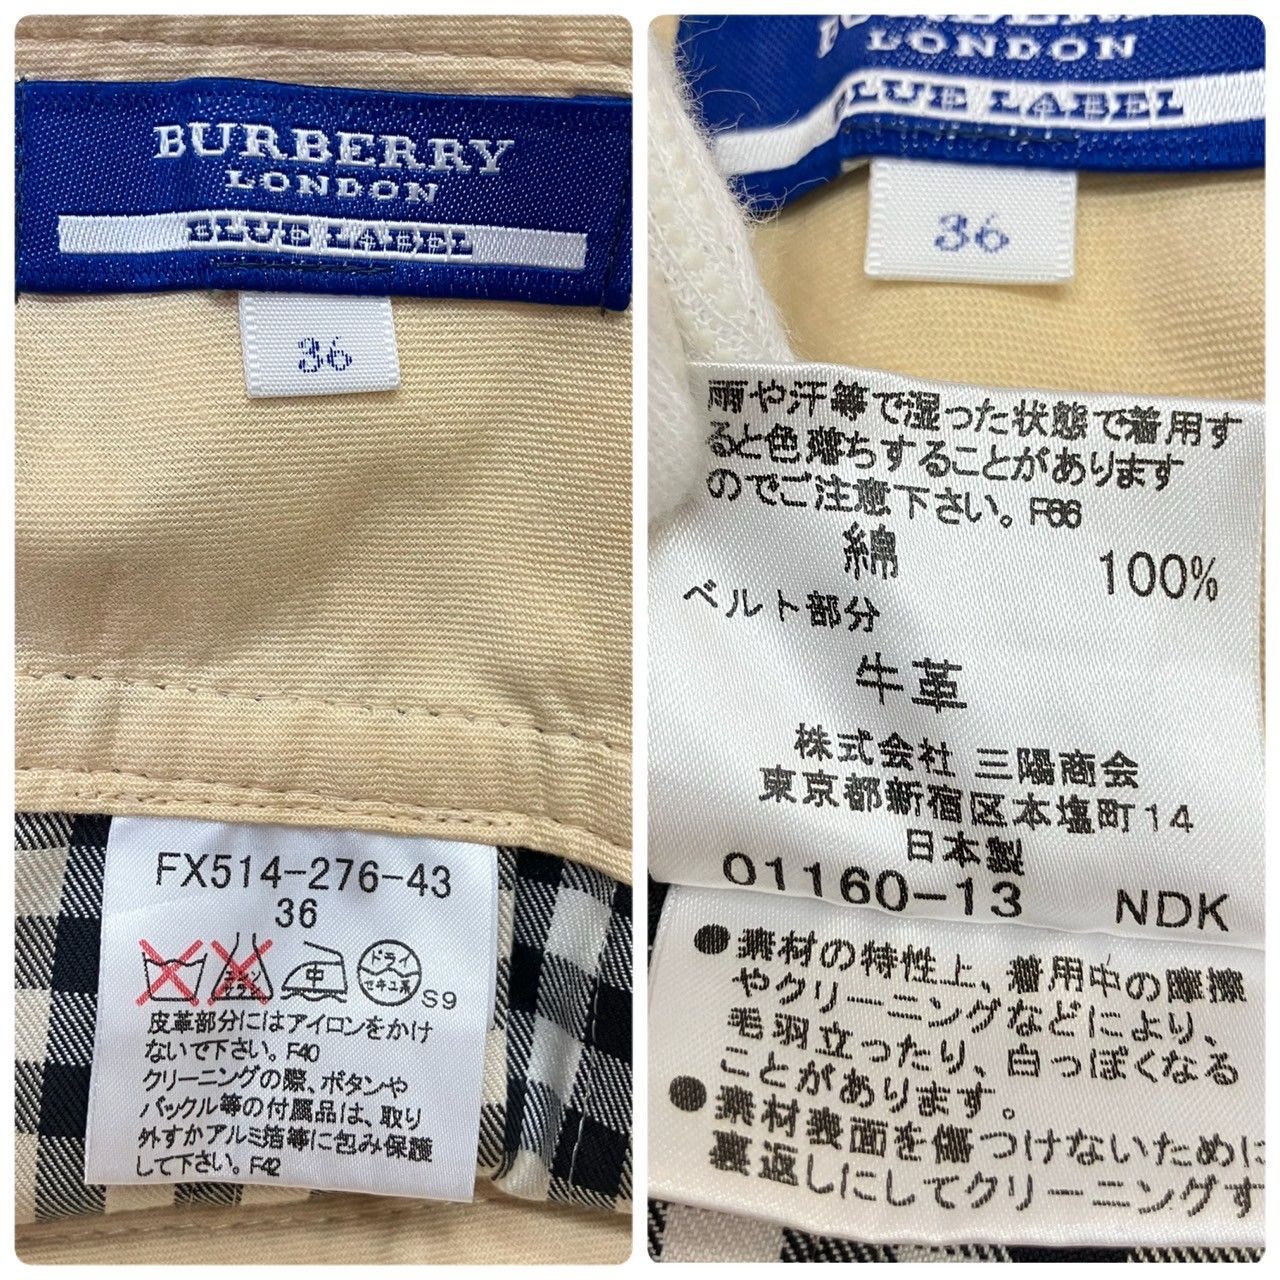 BURBERRY
LONDON
BLUE LABEL
36
FX514-276-43
36
中
ドライ
セキユ系
S9
皮革部分にはアイロンをかけ
ないで下さい。F40
クリーニングの際、ボタンや
バックル等の付属品は、取り
外すかアルミ箔等に包み保護
して下さい。F42
BURBERRY
LONDON
BLUE LABEL
36
雨や汗等で湿った状態で着用す
ると色落ちすることがあります
のでご注意下さい。F66
綿 100%
ベルト部分
牛革
株式会社 三陽商会
東京都新宿区本塩町14
日本製
01160-13 NDK
●素材の特性上、着用中の摩擦
やクリーニングなどにより、
毛羽立ったり、白っぽくなる
ことがあります。
●素材表面を傷つけないために
裏返しにしてクリーニングす